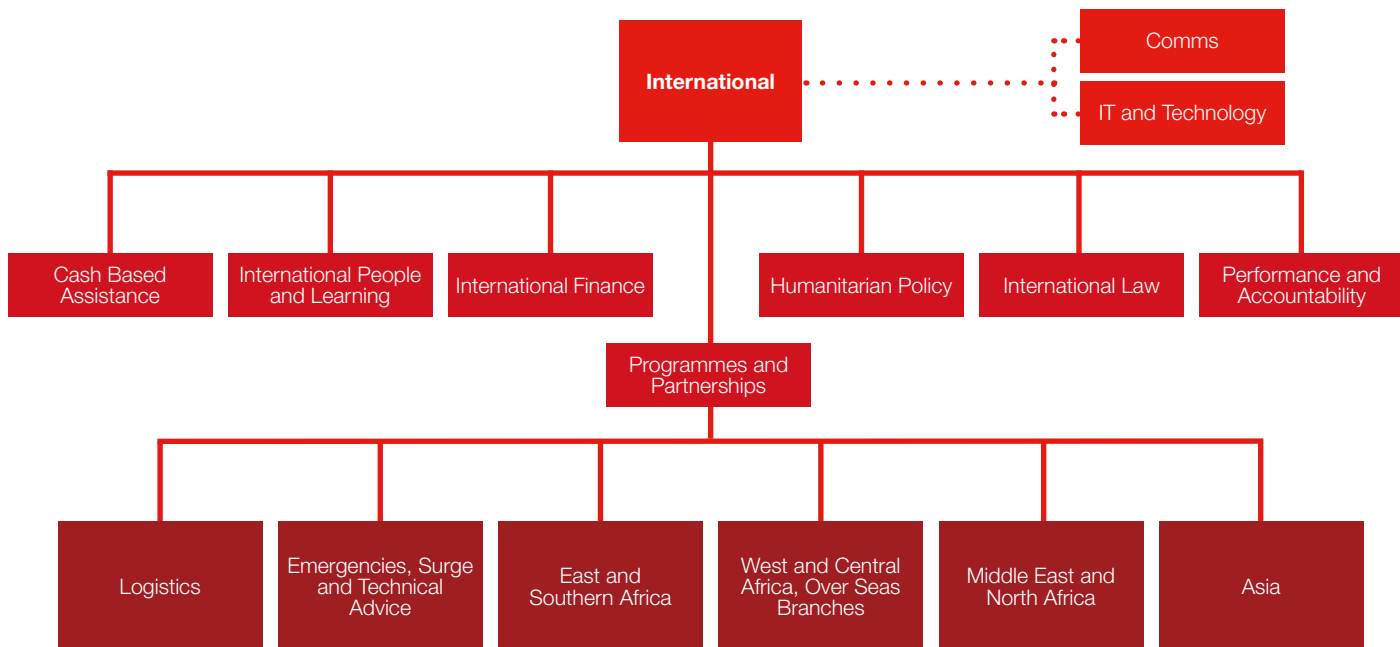 Comms
International
IT and Technology
Cash Based
Assistance
International People
and Learning
International Finance
Humanitarian Policy
International Law
Performance and
Accountability
Programmes and
Partnerships
Logistics
Emergencies, Surge
and Technical
Advice
East and
Southern Africa
West and Central
Africa, Over Seas
Branches
Middle East and
North Africa
Asia